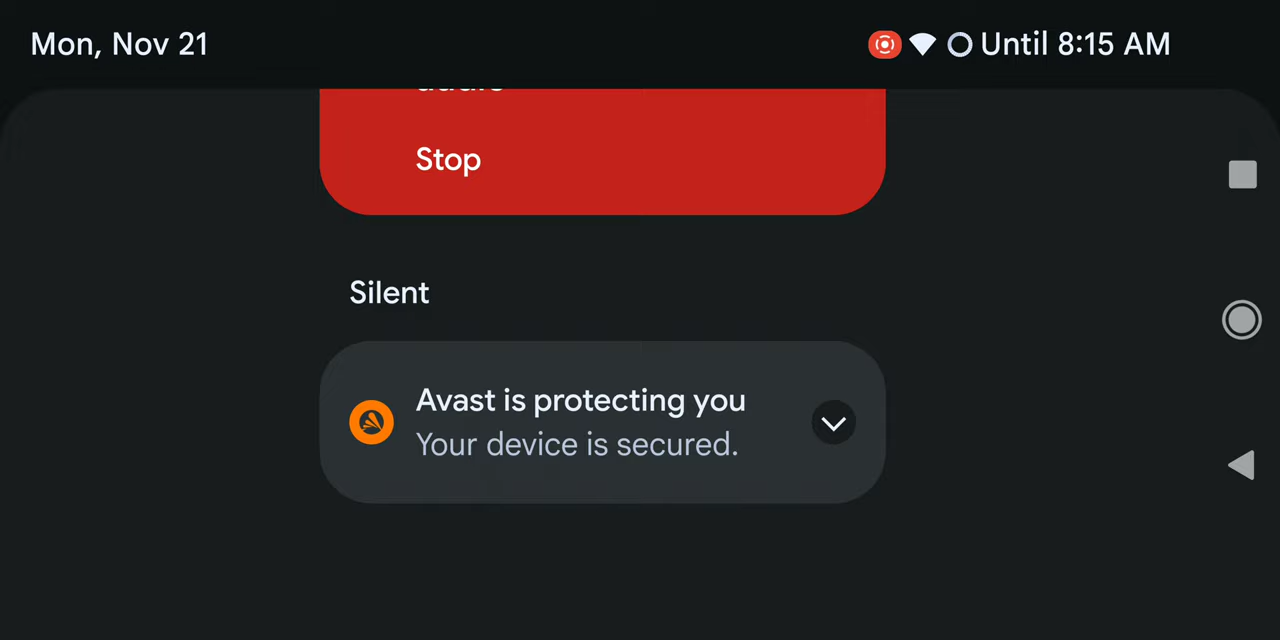 Mon, Nov 21
Until 8:15 AM
Stop
Silent
Avast is protecting you
Your device is secured.